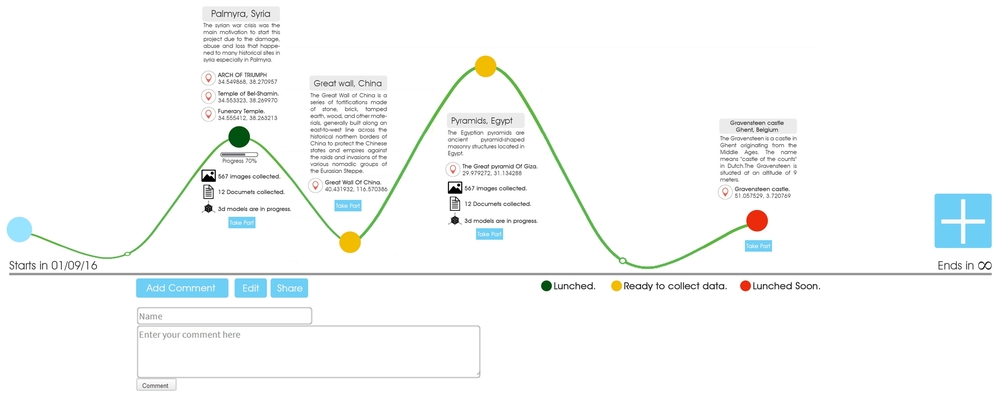 Palmyra, Syria
The syrian war crisis was the
main motivation to start this
project due to the damage,
abuse and loss that happe-
ned to many historical sites in
syria especially in Palmyra.
ARCH OF TRIUMPH
34.549868, 38.270957
Temple of Bel-Shamin.
34.553323, 38.269970
Funerary Temple.
34.555412, 38.263213
Progress 70%
567 images collected.
12 Documets collected.
3d models are in progress.
Take Part
Great wall, China
The Great Wall of China is a
series of fortifications made
of stone, brick, tamped
earth, wood, and other mate-
rials, generally built along an
east-to-west line across the
historical northern borders of
China to protect the Chinese
states and empires against
the raids and invasions of the
various nomadic groups of
the Eurasian Steppe.
Great Wall Of China.
40.431932, 116.570386
Take Part
Pyramids, Egypt
The Egyptian pyramids are
ancient pyramid-shaped
masonry structures located in
Egypt.
The Great pyramid Of Giza.
29.979272, 31.134288
567 images collected.
12 Documets collected.
3d models are in progress.
Take Part
Gravensteen castle
Ghent, Belgium
The Gravensteen is a castle in
Ghent originating from the
Middle Ages. The name
means "castle of the counts"
in Dutch.The Gravensteen is
situated at an altitude of 9
meters.
Gravensteen castle.
51.057529, 3.720769
Take Part
Starts in 01/09/16
Ends in ∞
Add Comment
Edit
Share
Lunched.
Ready to collect data.
Lunched Soon.
Name
Enter your comment here
Comment